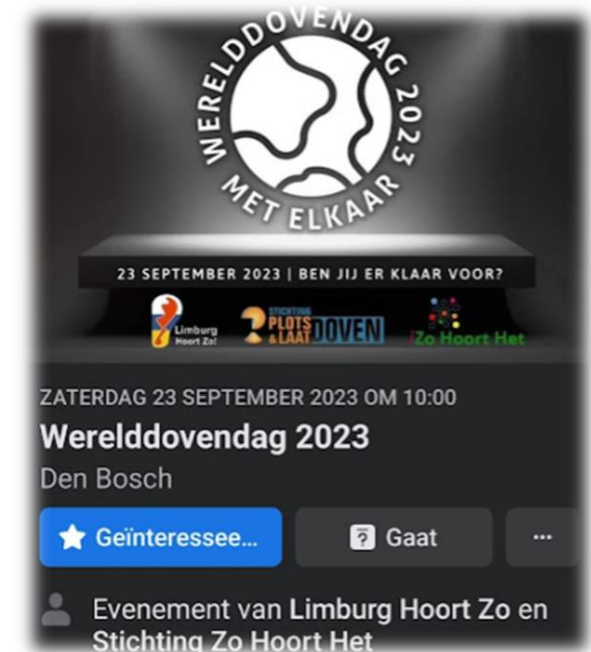 WERELDDOVENDAG 2023
MET ELKAAR
23 SEPTEMBER 2023 | BEN JIJ ER KLAAR VOOR?
Limburg
Hoort Zo!
STICHTING
PLOTS
& LAAT DOVEN
Zo Hoort Het
ZATERDAG 23 SEPTEMBER 2023 OM 10:00
Werelddovendag 2023
Den Bosch
Geïnteressee...
Gaat
Evenement van Limburg Hoort Zo en
Stichting Zo Hoort Het